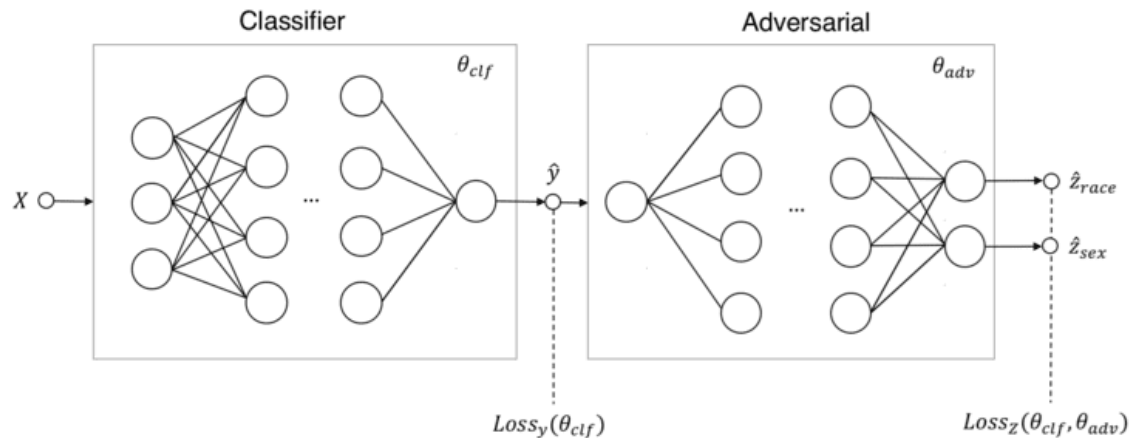 Classifier
Adversarial
θ_clf
θ_adv
X
...
ŷ
...
ẑ_race
ẑ_sex
Loss_y(θ_clf)
Loss_Z(θ_clf, θ_adv)